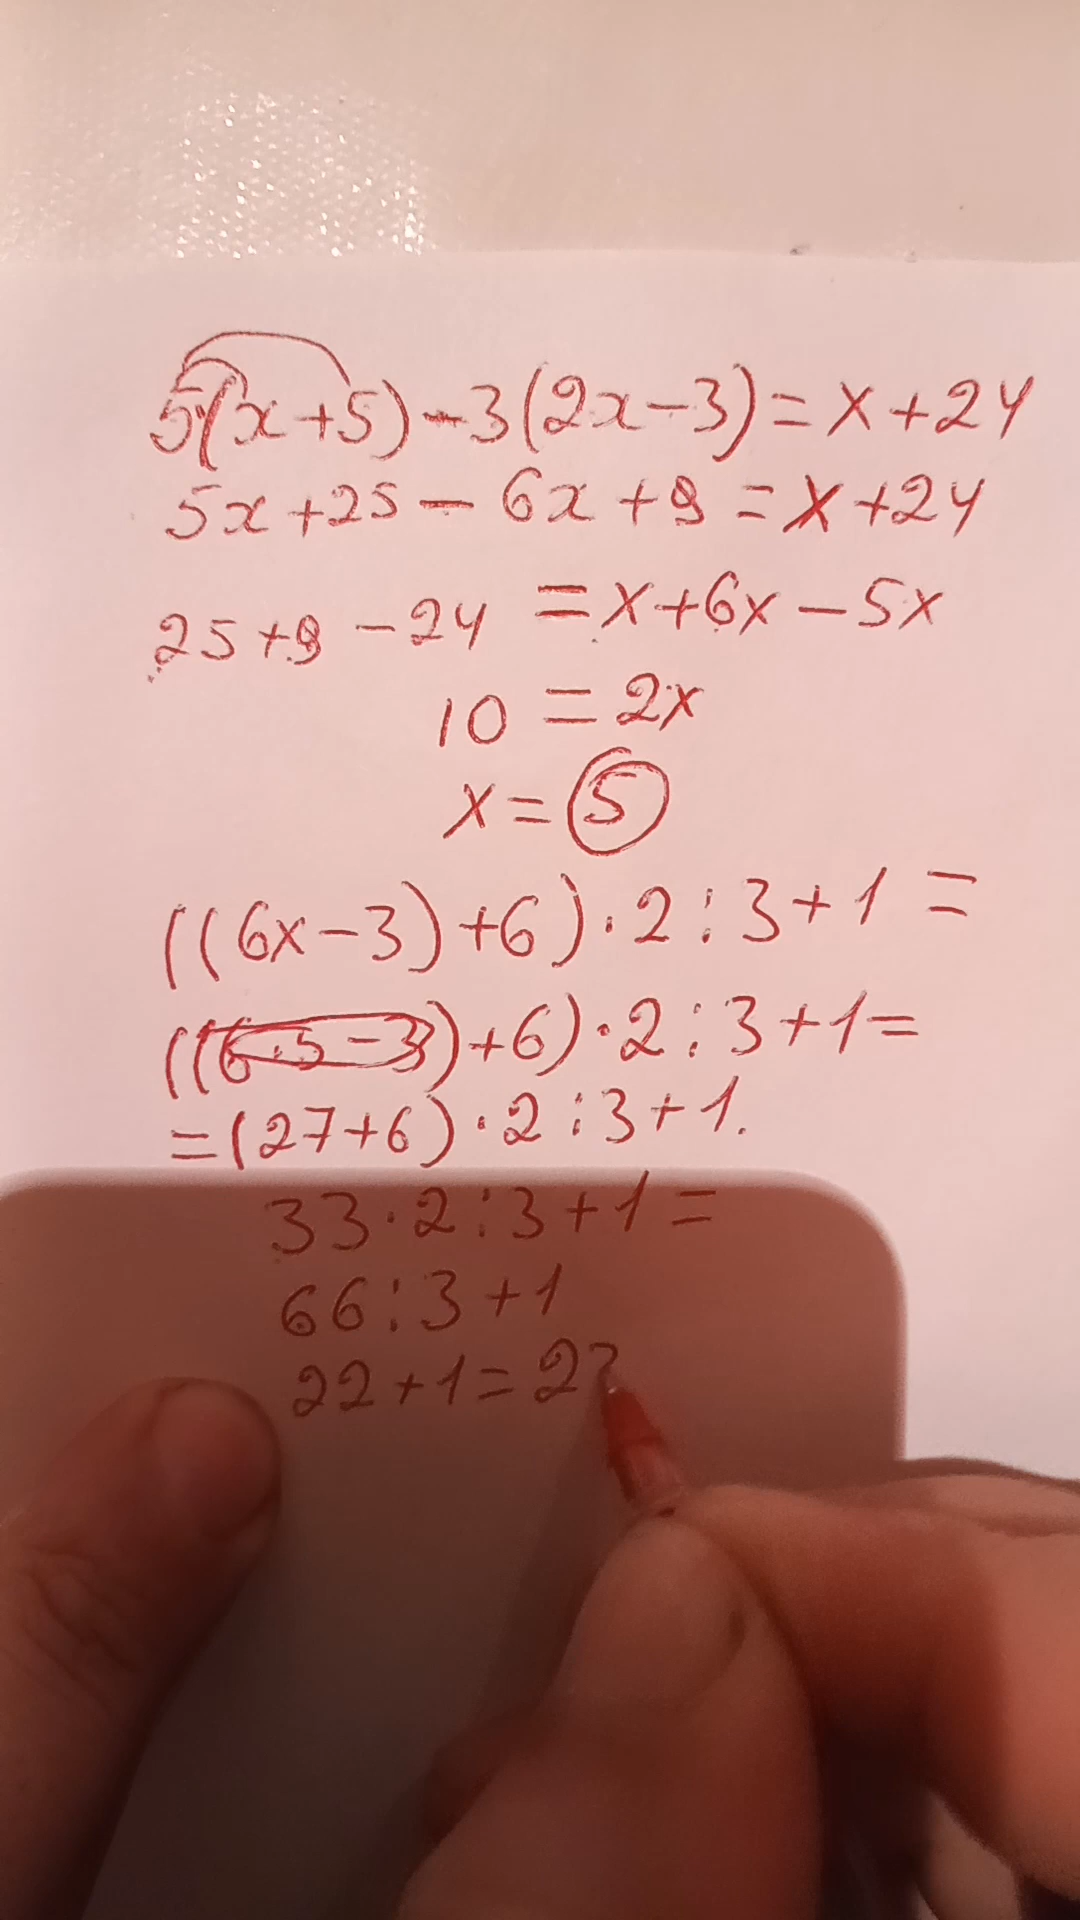 5(x+5)-3(2x-3)=x+24
5x+25-6x+9=x+24
25+9-24=x+6x-5x
10=2x
x=5
((6x-3)+6)·2:3+1=
((6·5-3)+6)·2:3+1=
=(27+6)·2:3+1.
33·2:3+1=
66:3+1
22+1=23